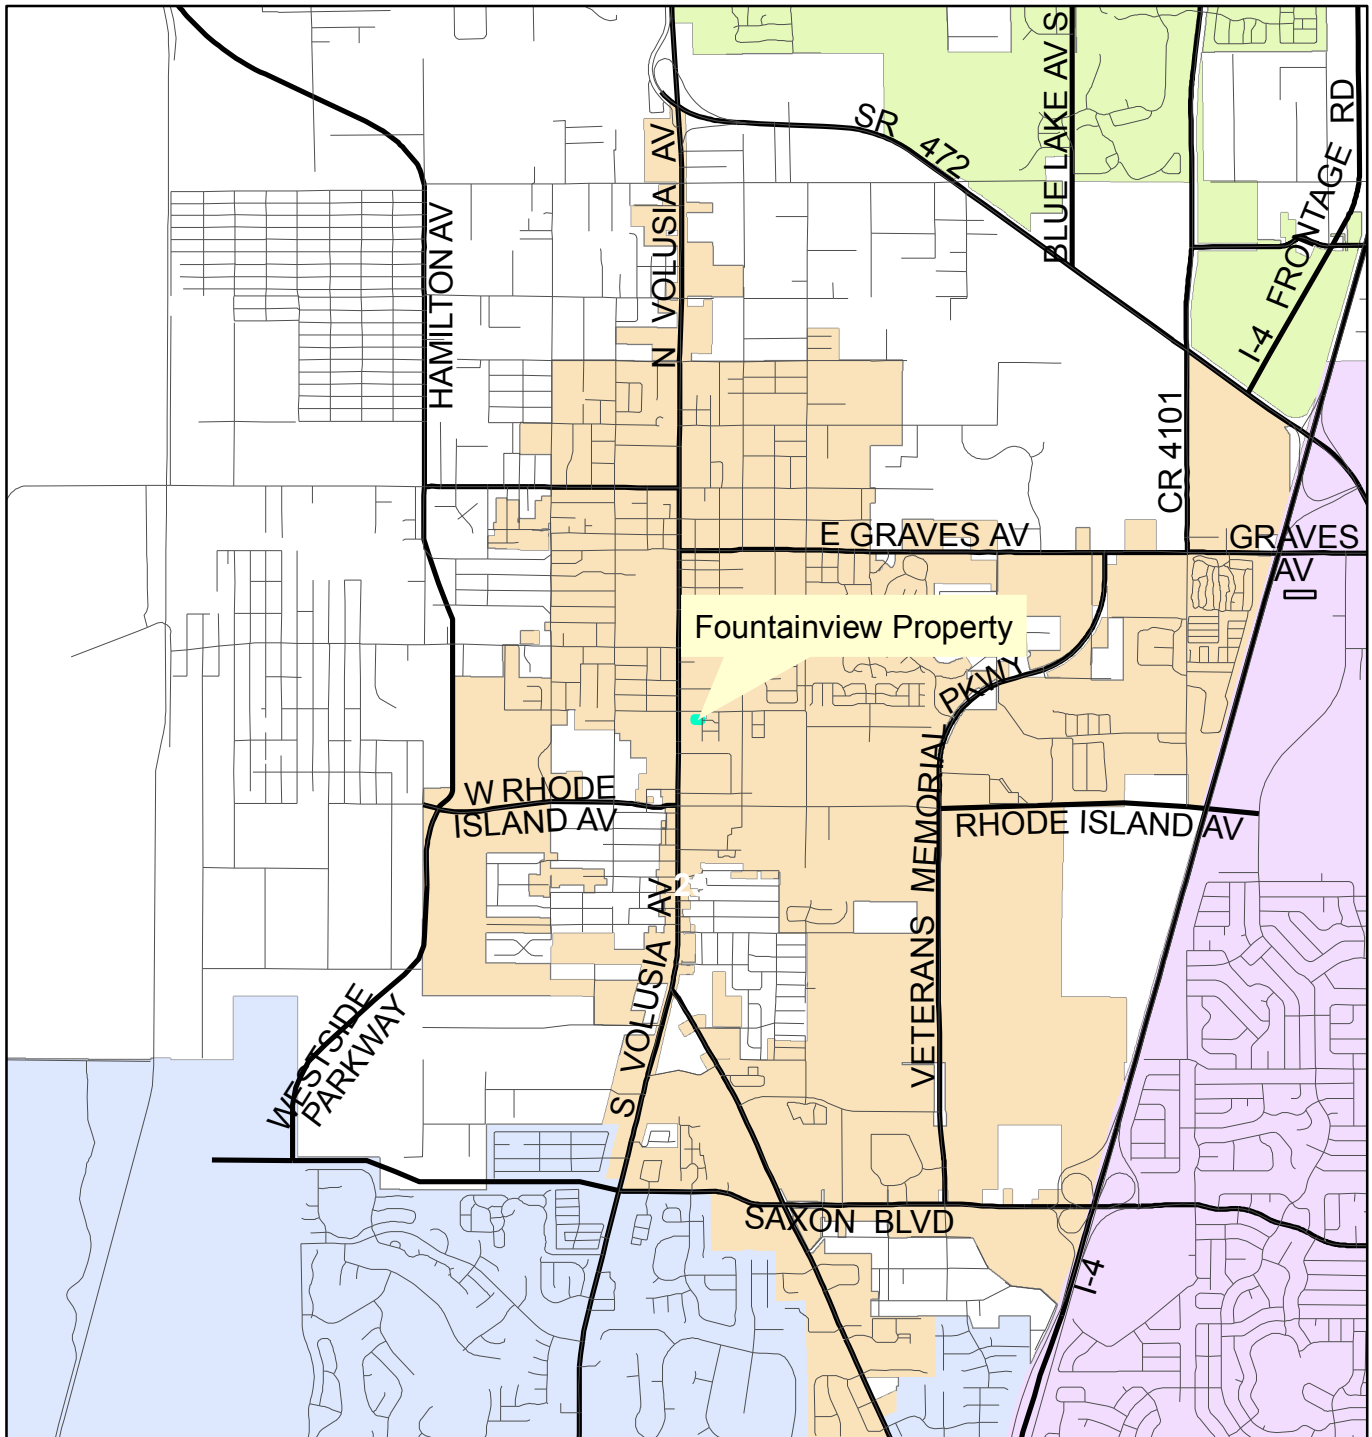 BLUE LAKE AV S
SR 472
I-4 FRONTAGE RD
N VOLUSIA AV
HAMILTON AV
CR 4101
E GRAVES AV
GRAVES
AV
Fountainview Property
VETERANS MEMORIAL PKWY
W RHODE
ISLAND AV
RHODE ISLAND AV
S VOLUSIA AV
WESTSIDE
PARKWAY
SAXON BLVD
I-4